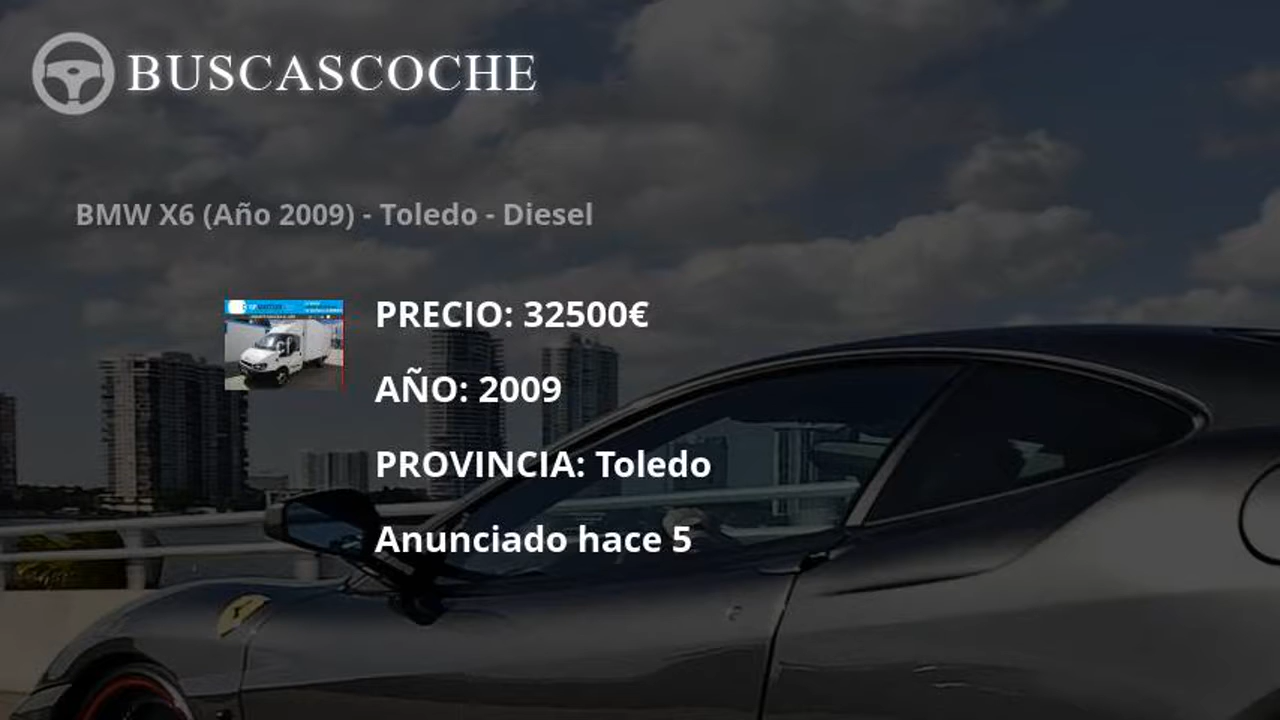 BUSCASCOCHE
BMW X6 (Año 2009) - Toledo - Diesel
PRECIO: 32500€
AÑO: 2009
PROVINCIA: Toledo
Anunciado hace 5